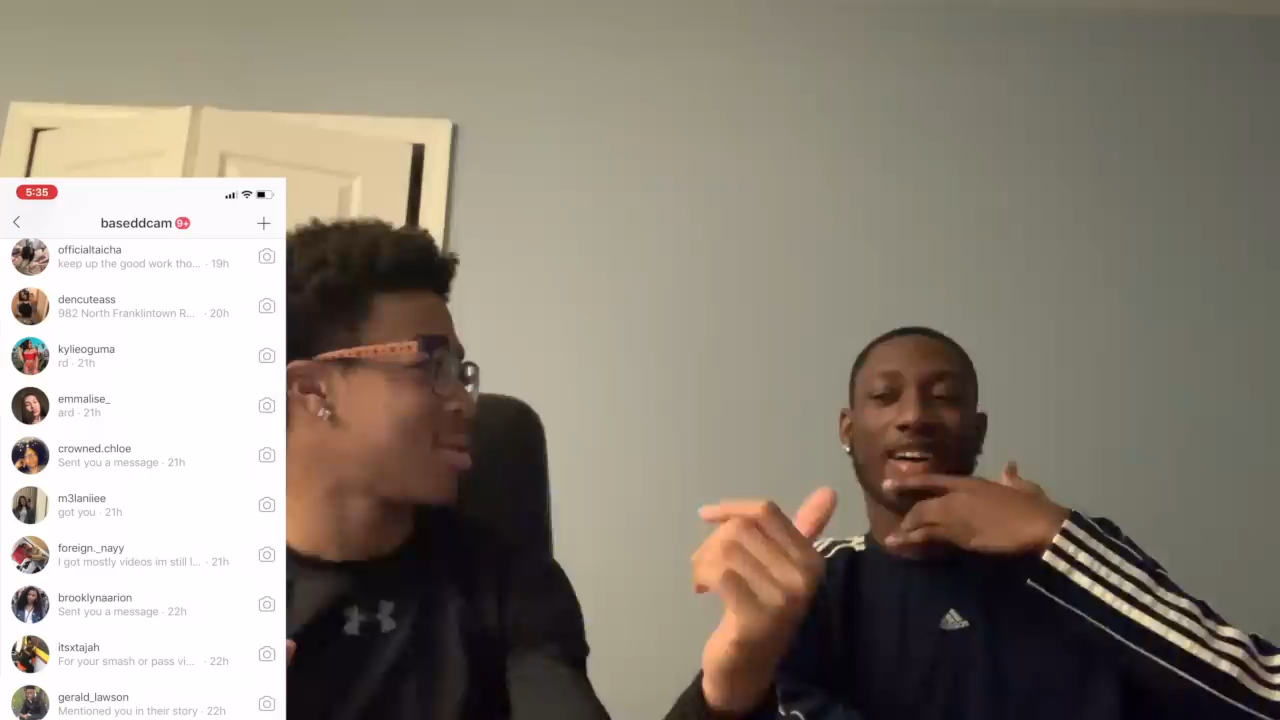 5:35
baseddcam 9+
officialtaicha
keep up the good work tho... · 19h
dencuteass
982 North Franklintown R... · 20h
kylieoguma
rd · 21h
emmalise_
ard · 21h
crowned.chloe
Sent you a message · 21h
m3laniiee
got you · 21h
foreign._nayy
I got mostly videos im still l... · 21h
brooklynaarion
Sent you a message · 22h
itsxtajah
For your smash or pass vi... · 22h
gerald_lawson
Mentioned you in their story · 22h